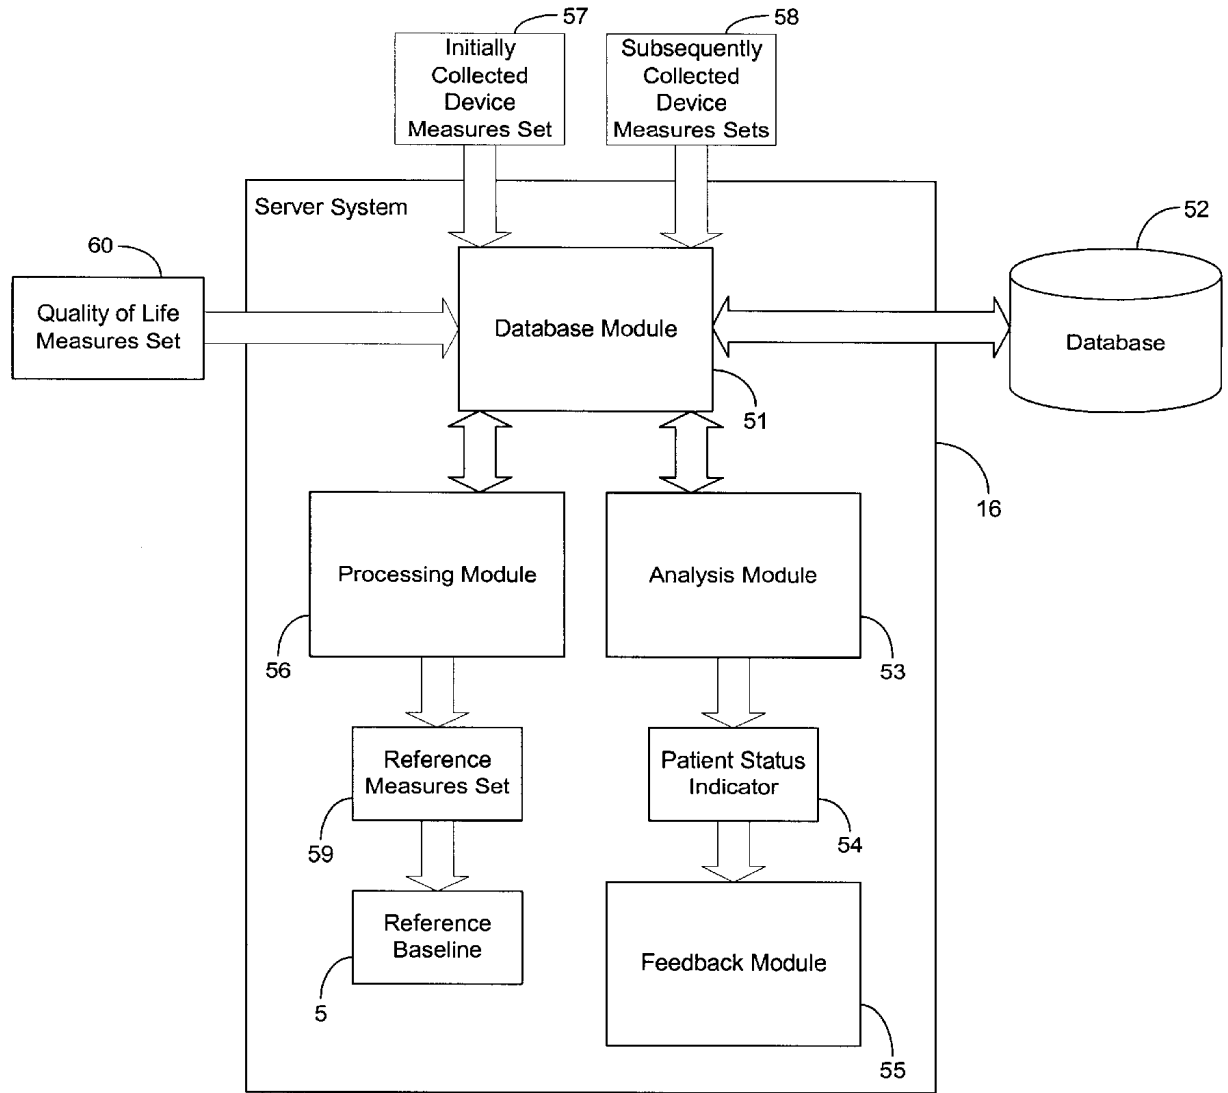 57
58
Initially
Collected
Device
Measures Set
Subsequently
Collected
Device
Measures Sets
Server System
52
60
Quality of Life
Measures Set
Database Module
Database
51
16
Processing Module
Analysis Module
56
53
Reference
Measures Set
Patient Status
Indicator
59
54
Reference
Baseline
Feedback Module
5
55